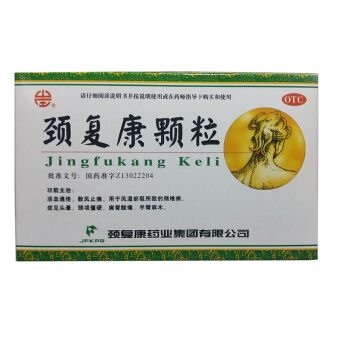 请仔细阅读说明书并按说明使用或在药师指导下购买和使用
OTC
颈复康颗粒
Jingfukang Keli
批准文号：国药准字Z13022204
功能主治：
活血通络、散风止痛。用于风湿瘀阻所致的颈椎病，
症见头晕、颈项僵硬、肩背酸痛、手臂麻木。
JFKPG
颈复康药业集团有限公司